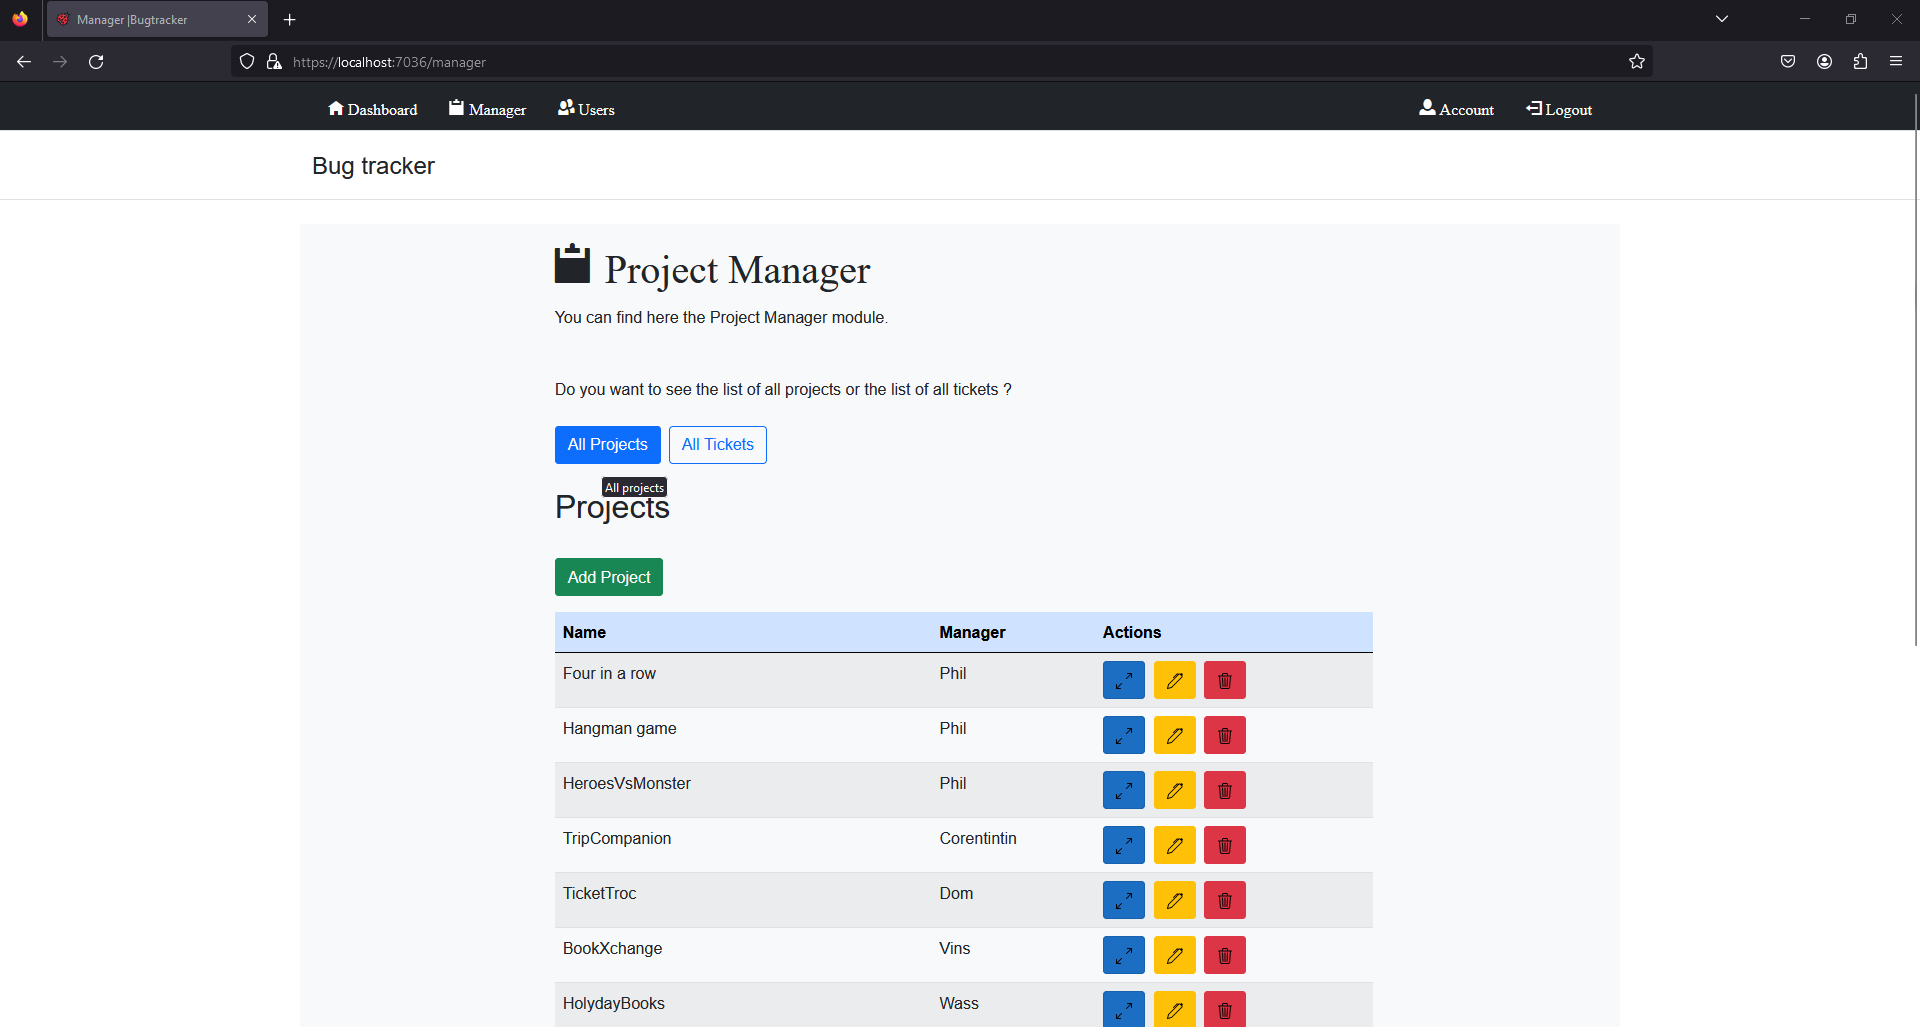 Manager |Bugtracker
https://localhost:7036/manager
Dashboard Manager Users Account Logout
Bug tracker
Project Manager
You can find here the Project Manager module.
Do you want to see the list of all projects or the list of all tickets ?
All Projects All Tickets
All projects
Projects
Add Project
Name Manager Actions
Four in a row Phil
Hangman game Phil
HeroesVsMonster Phil
TripCompanion Corentintin
TicketTroc Dom
BookXchange Vins
HolydayBooks Wass